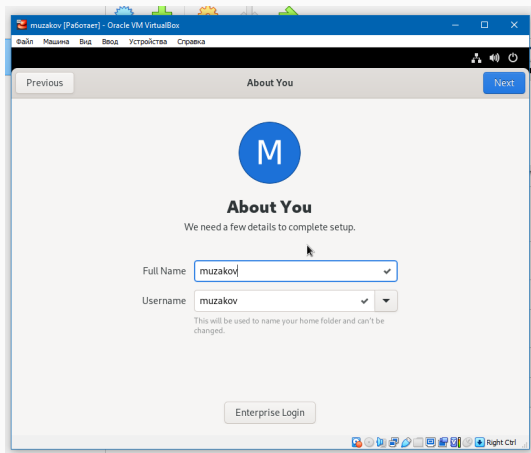 muzakov [Работает] - Oracle VM VirtualBox
Файл Машина Вид Ввод Устройства Справка
Previous
About You
Next
M
About You
We need a few details to complete setup.
Full Name
muzakov
Username
muzakov
This will be used to name your home folder and can't be
changed.
Enterprise Login
Right Ctrl